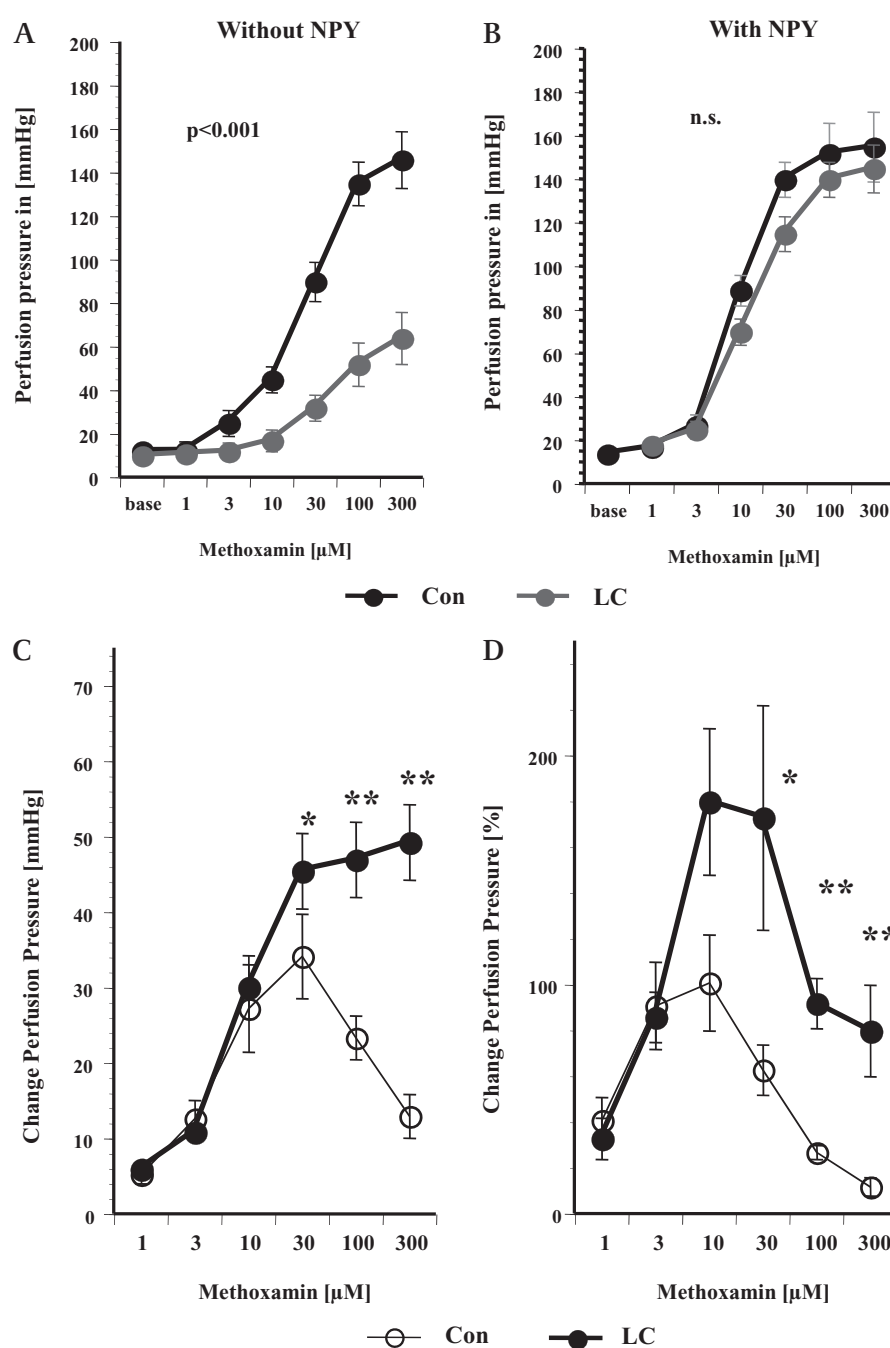 A
Without NPY
200
180
160
140
120
100
80
60
40
20
0
Perfusion pressure in [mmHg]
p<0.001
base 1 3 10 30 100 300
Methoxamin [µM]
B
With NPY
200
180
160
140
120
100
80
60
40
20
0
Perfusion pressure in [mmHg]
n.s.
base 1 3 10 30 100 300
Methoxamin [µM]
Con LC
C
70
60
50
40
30
20
10
0
Change Perfusion Pressure [mmHg]
* ** **
1 3 10 30 100 300
Methoxamin [µM]
D
200
100
0
Change Perfusion Pressure [%]
*
**
**
1 3 10 30 100 300
Methoxamin [µM]
Con LC